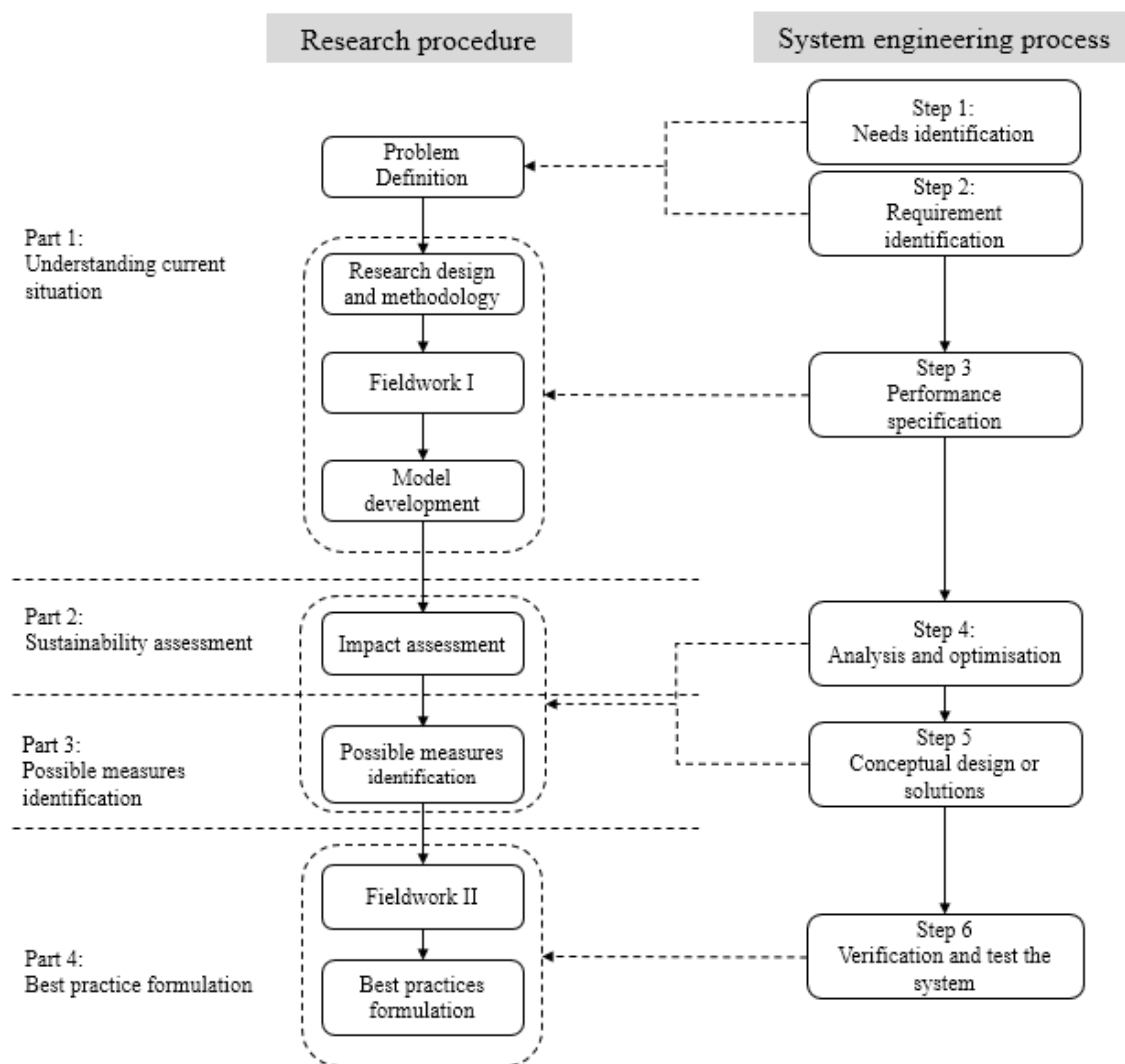 Research procedure
System engineering process
Part 1:
Understanding current
situation
Problem
Definition
Research design
and methodology
Fieldwork I
Model
development
Part 2:
Sustainability assessment
Impact assessment
Part 3:
Possible measures
identification
Possible measures
identification
Part 4:
Best practice formulation
Fieldwork II
Best practices
formulation
Step 1:
Needs identification
Step 2:
Requirement
identification
Step 3
Performance
specification
Step 4:
Analysis and optimisation
Step 5
Conceptual design or
solutions
Step 6
Verification and test the
system